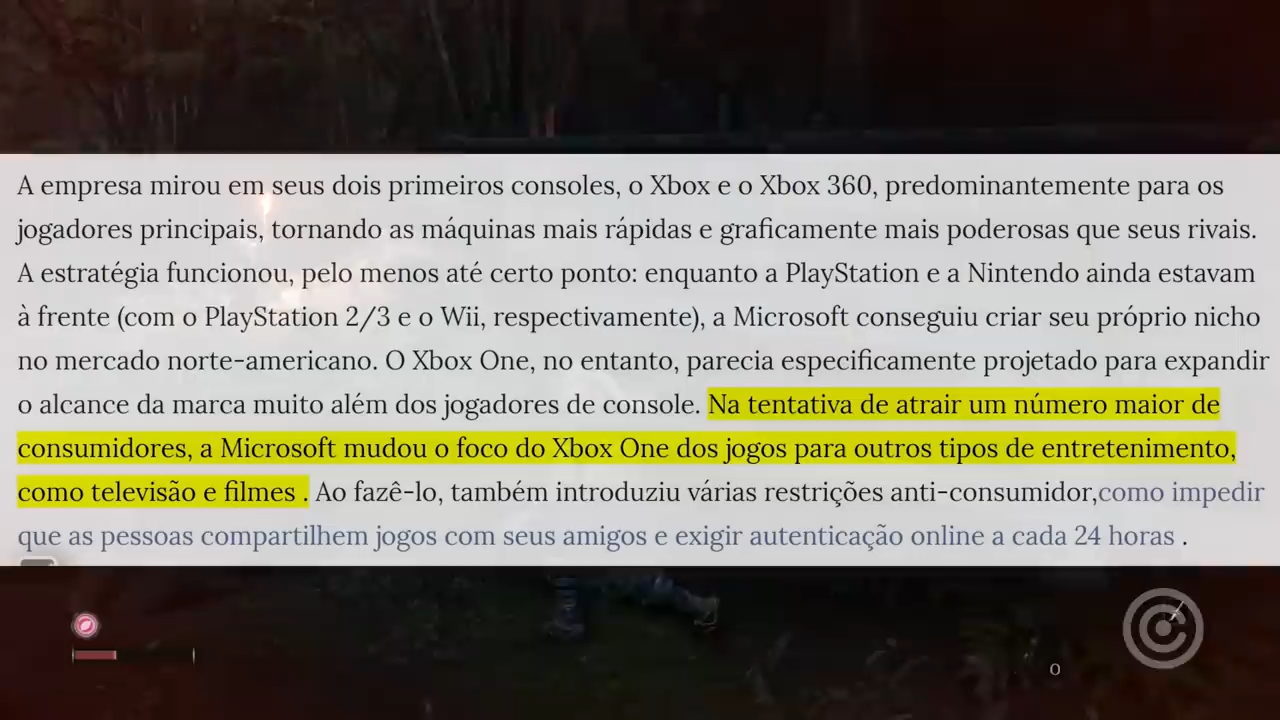 A empresa mirou em seus dois primeiros consoles, o Xbox e o Xbox 360, predominantemente para os
jogadores principais, tornando as máquinas mais rápidas e graficamente mais poderosas que seus rivais.
A estratégia funcionou, pelo menos até certo ponto: enquanto a PlayStation e a Nintendo ainda estavam
à frente (com o PlayStation 2/3 e o Wii, respectivamente), a Microsoft conseguiu criar seu próprio nicho
no mercado norte-americano. O Xbox One, no entanto, parecia especificamente projetado para expandir
o alcance da marca muito além dos jogadores de console. Na tentativa de atrair um número maior de
consumidores, a Microsoft mudou o foco do Xbox One dos jogos para outros tipos de entretenimento,
como televisão e filmes . Ao fazê-lo, também introduziu várias restrições anti-consumidor,como impedir
que as pessoas compartilhem jogos com seus amigos e exigir autenticação online a cada 24 horas .